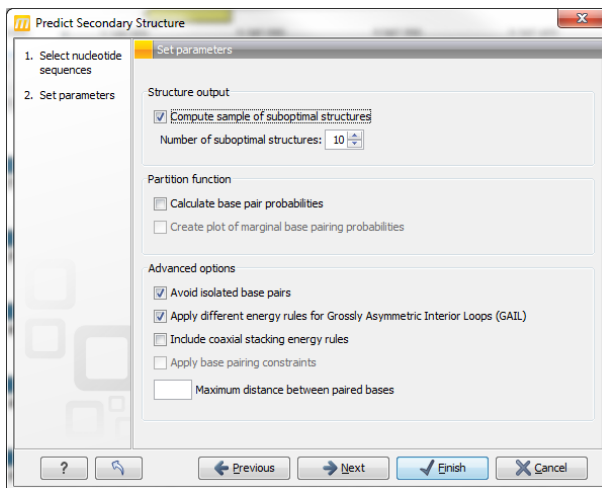 Predict Secondary Structure
1. Select nucleotide
sequences
2. Set parameters
Set parameters
Structure output
Compute sample of suboptimal structures
Number of suboptimal structures: 10
Partition function
Calculate base pair probabilities
Create plot of marginal base pairing probabilities
Advanced options
Avoid isolated base pairs
Apply different energy rules for Grossly Asymmetric Interior Loops (GAIL)
Include coaxial stacking energy rules
Apply base pairing constraints
Maximum distance between paired bases
? Previous Next Finish Cancel